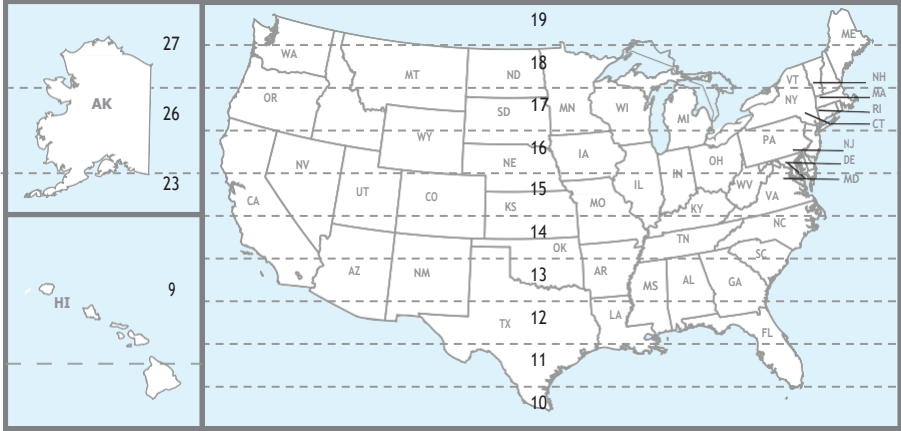 27
AK
26
23
HI
9
19
WA
ME
18
MT
ND
VT
NH
OR
MA
NY
17
SD
MN
WI
RI
MI
CT
WY
PA
NJ
16
IA
NE
OH
DE
NV
IN
MD
UT
CO
15
IL
WV
VA
CA
KS
MO
KY
NC
14
TN
OK
SC
AZ
NM
13
AR
MS
AL
GA
12
LA
TX
FL
11
10